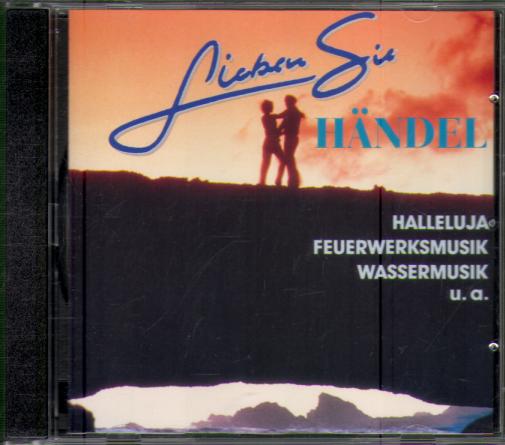 Lieben Sie
HÄNDEL
HALLELUJA
FEUERWERKSMUSIK
WASSERMUSIK
u. a.